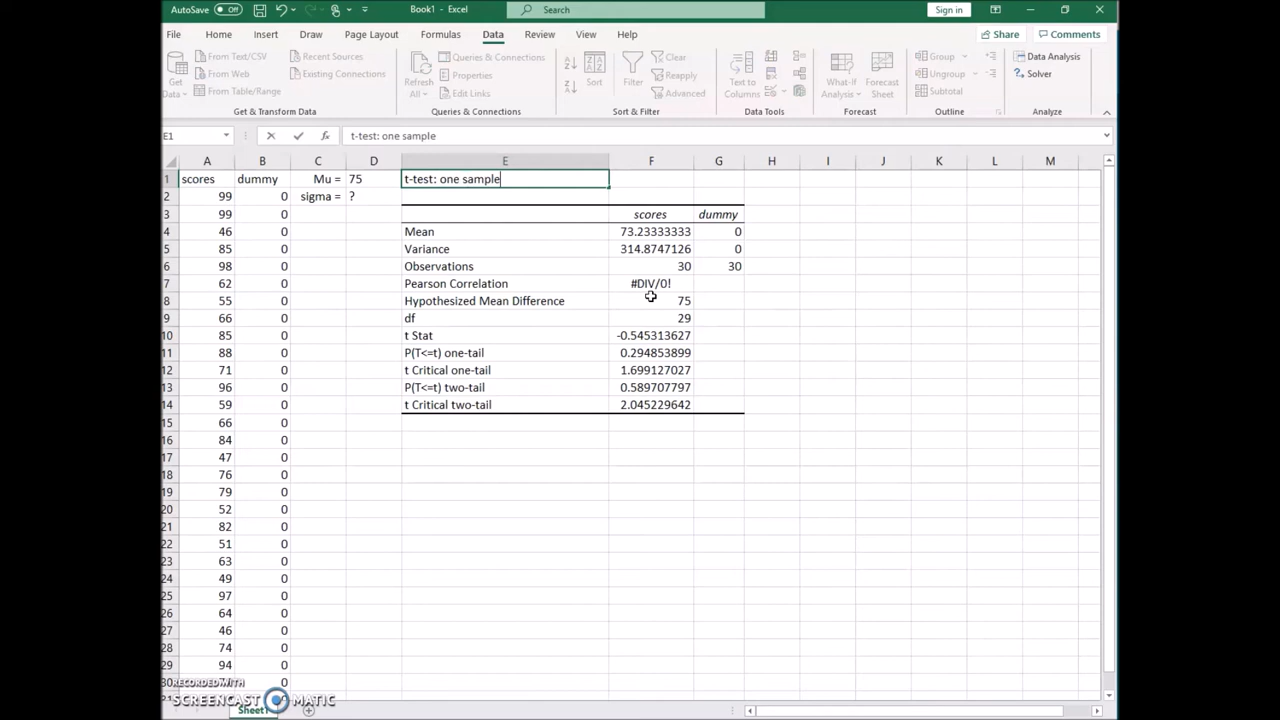 AutoSave Off Book1 - Excel Search Sign in
File Home Insert Draw Page Layout Formulas Data Review View Help Share Comments
Get Data From Text/CSV From Web From Table/Range Recent Sources Existing Connections
Get & Transform Data
Refresh All Queries & Connections Properties Edit Links
Queries & Connections
Sort Filter Clear Reapply Advanced
Sort & Filter
Text to Columns
Data Tools
What-If Analysis Forecast Sheet
Forecast
Group Ungroup Subtotal
Outline
Data Analysis Solver
Analyze
E1 fx t-test: one sample
A B C D E F G H I J K L M
1 scores dummy Mu = 75 t-test: one sample
2 99 0 sigma = ?
3 99 0 scores dummy
4 46 0 Mean 73.23333333 0
5 85 0 Variance 314.8747126 0
6 98 0 Observations 30 30
7 62 0 Pearson Correlation #DIV/0!
8 55 0 Hypothesized Mean Difference 75
9 66 0 df 29
10 85 0 t Stat -0.545313627
11 88 0 P(T<=t) one-tail 0.294853899
12 71 0 t Critical one-tail 1.699127027
13 96 0 P(T<=t) two-tail 0.589707797
14 59 0 t Critical two-tail 2.045229642
15 66 0
16 84 0
17 47 0
18 76 0
19 79 0
20 52 0
21 82 0
22 51 0
23 63 0
24 49 0
25 97 0
26 64 0
27 46 0
28 74 0
29 94 0
30 0
RECORDED WITH
SCREENCAST MATIC
Sheet1